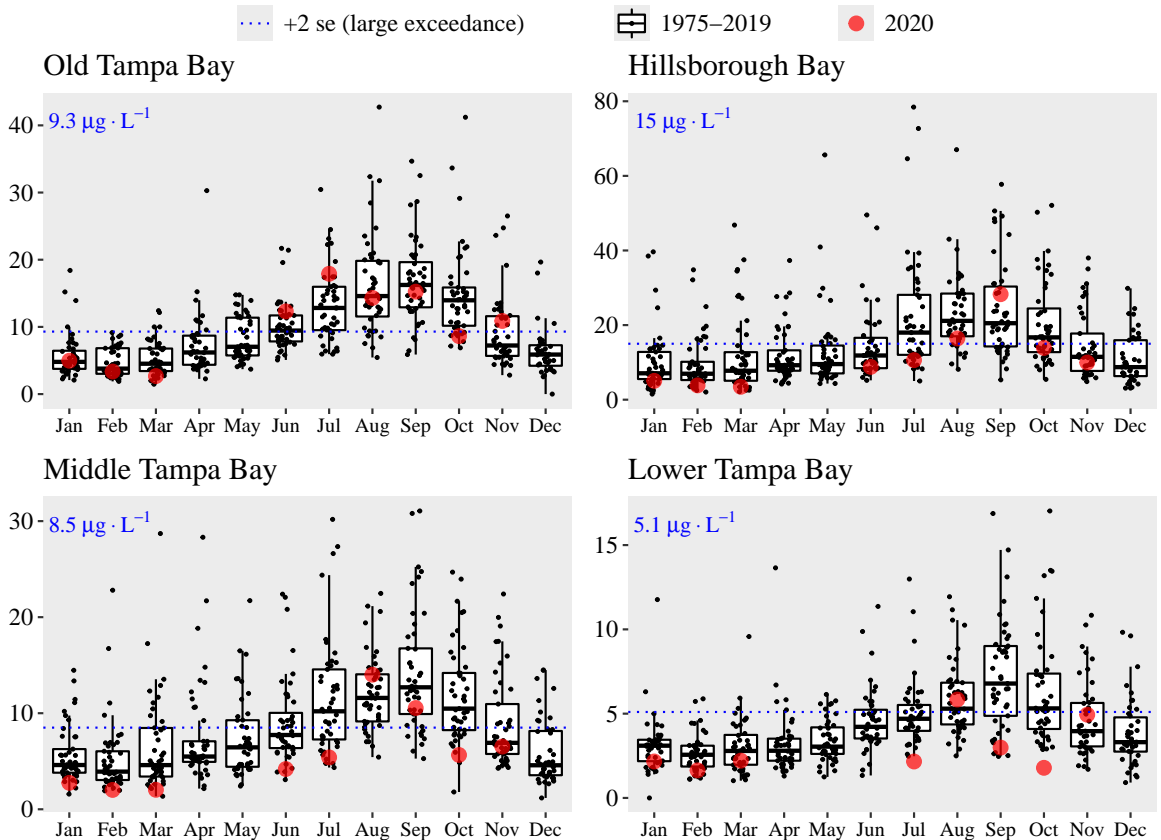 +2 se (large exceedance) 1975–2019 2020
Old Tampa Bay
9.3 μg · L⁻¹
40
30
20
10
0
Jan Feb Mar Apr May Jun Jul Aug Sep Oct Nov Dec
Hillsborough Bay
15 μg · L⁻¹
80
60
40
20
0
Jan Feb Mar Apr May Jun Jul Aug Sep Oct Nov Dec
Middle Tampa Bay
8.5 μg · L⁻¹
30
20
10
0
Jan Feb Mar Apr May Jun Jul Aug Sep Oct Nov Dec
Lower Tampa Bay
5.1 μg · L⁻¹
15
10
5
0
Jan Feb Mar Apr May Jun Jul Aug Sep Oct Nov Dec